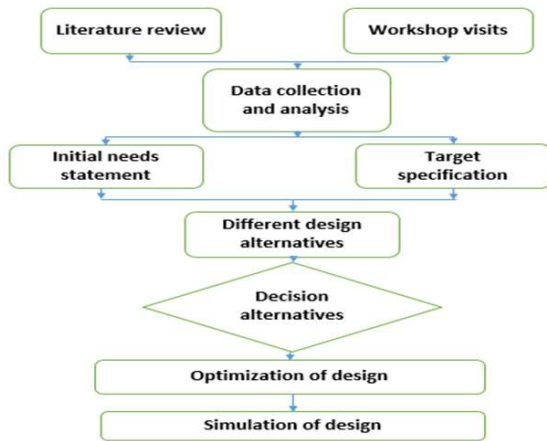 Literature review
Workshop visits
Data collection
and analysis
Initial needs
statement
Target
specification
Different design
alternatives
Decision
alternatives
Optimization of design
Simulation of design